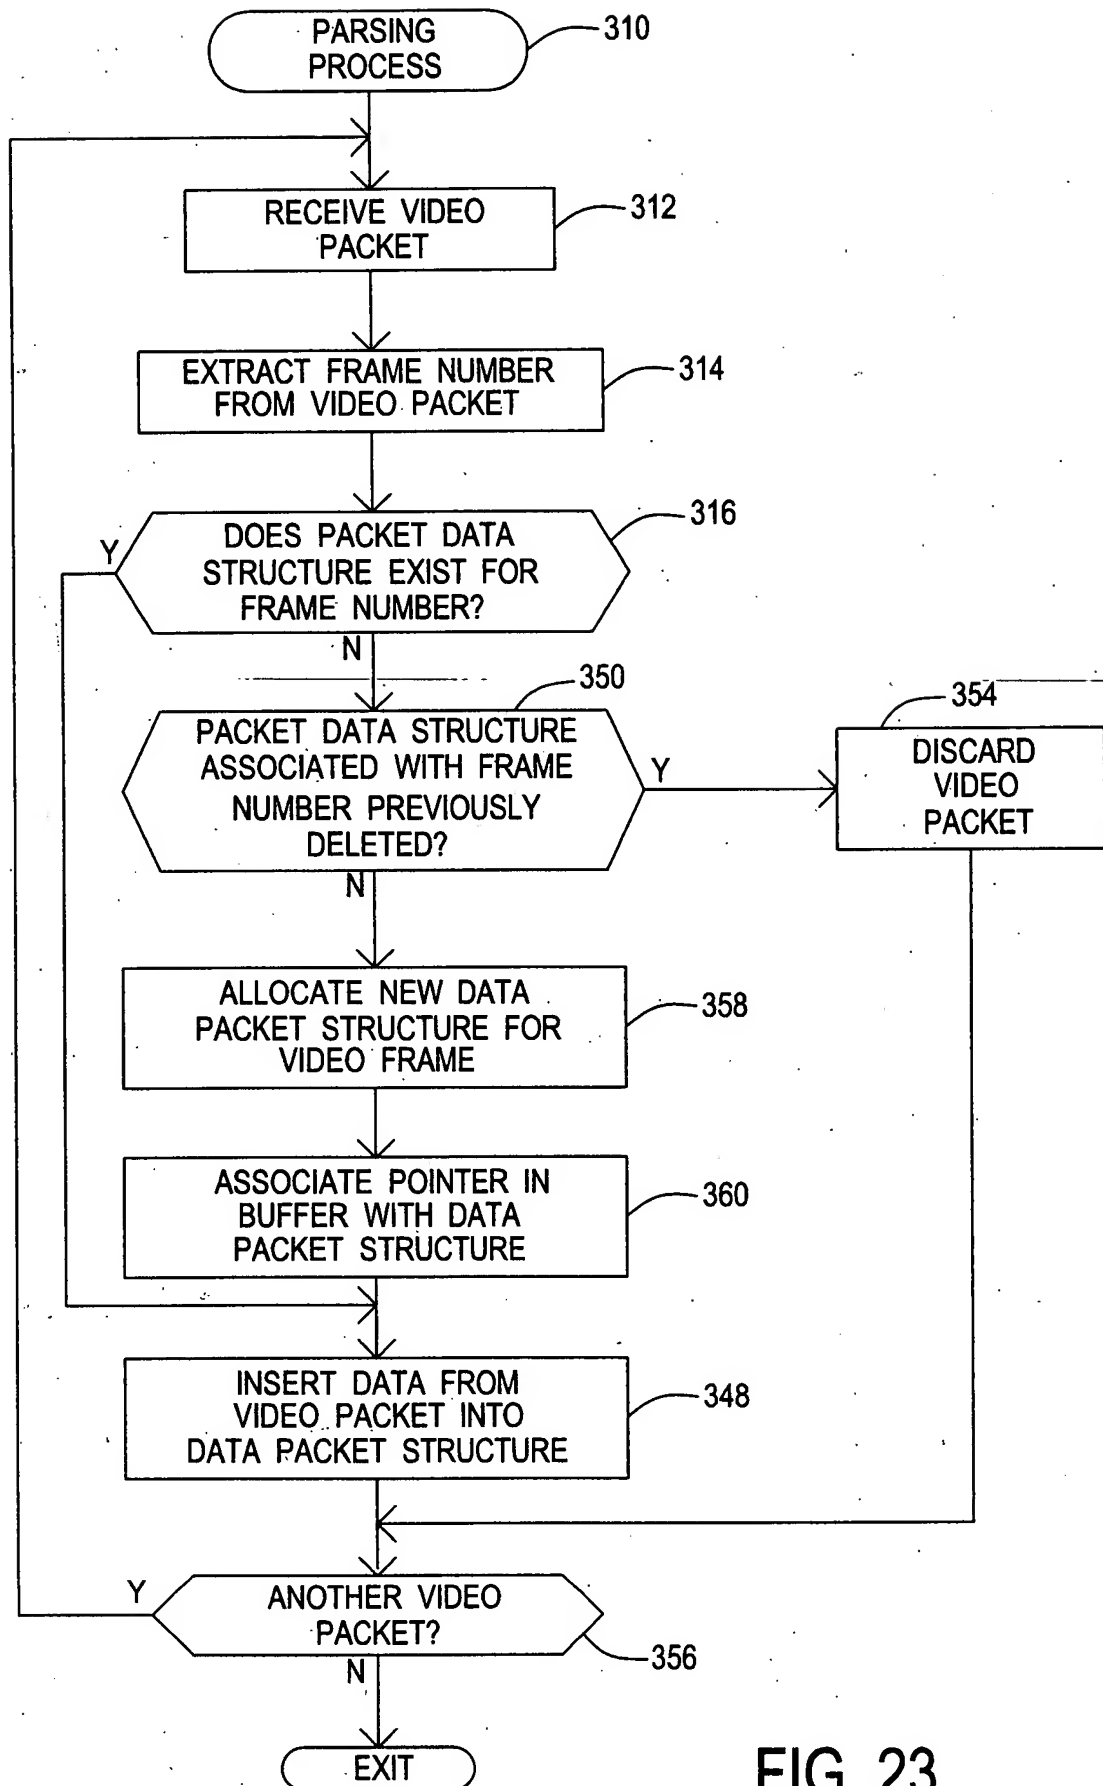 PARSING
PROCESS
310
RECEIVE VIDEO
PACKET
312
EXTRACT FRAME NUMBER
FROM VIDEO PACKET
314
DOES PACKET DATA
STRUCTURE EXIST FOR
FRAME NUMBER?
316
Y
N
PACKET DATA STRUCTURE
ASSOCIATED WITH FRAME
NUMBER PREVIOUSLY
DELETED?
350
Y
N
DISCARD
VIDEO
PACKET
354
ALLOCATE NEW DATA
PACKET STRUCTURE FOR
VIDEO FRAME
358
ASSOCIATE POINTER IN
BUFFER WITH DATA
PACKET STRUCTURE
360
INSERT DATA FROM
VIDEO PACKET INTO
DATA PACKET STRUCTURE
348
ANOTHER VIDEO
PACKET?
356
Y
N
EXIT
FIG. 23